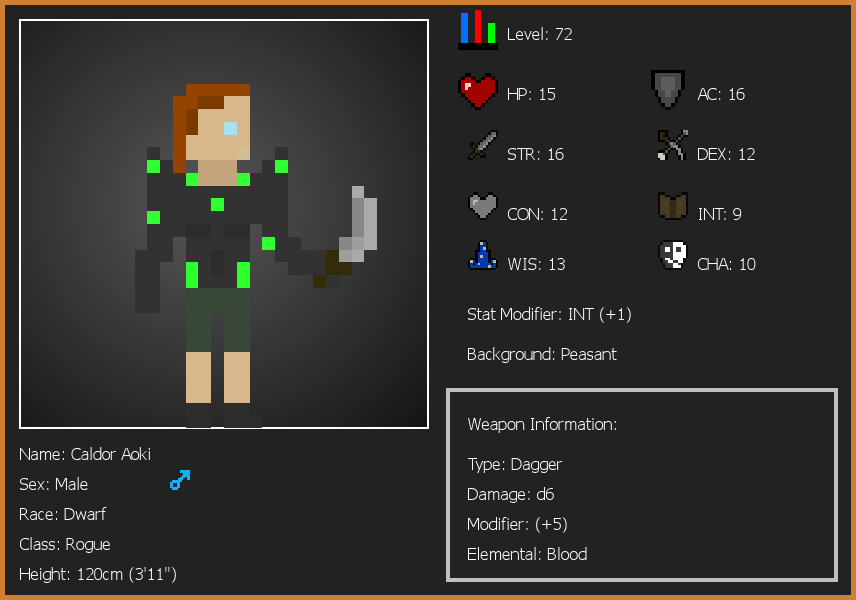 Level: 72
HP: 15
AC: 16
STR: 16
DEX: 12
CON: 12
INT: 9
WIS: 13
CHA: 10
Stat Modifier: INT (+1)
Background: Peasant
Weapon Information:
Type: Dagger
Damage: d6
Modifier: (+5)
Elemental: Blood
Name: Caldor Aoki
Sex: Male
Race: Dwarf
Class: Rogue
Height: 120cm (3'11")